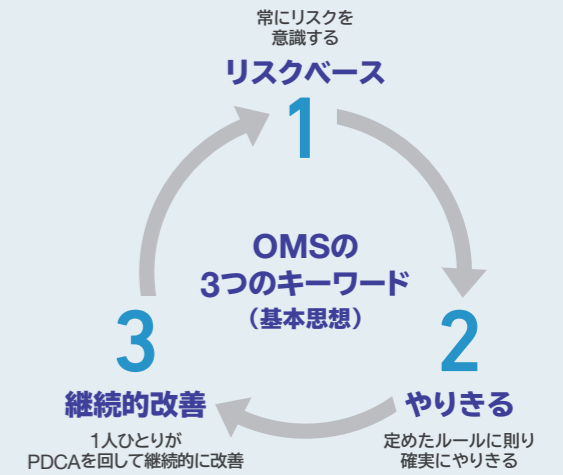 常にリスクを
意識する
リスクベース
1
OMSの
3つのキーワード
（基本思想）
2
やりきる
定めたルールに則り
確実にやりきる
3
継続的改善
1人ひとりが
PDCAを回して継続的に改善